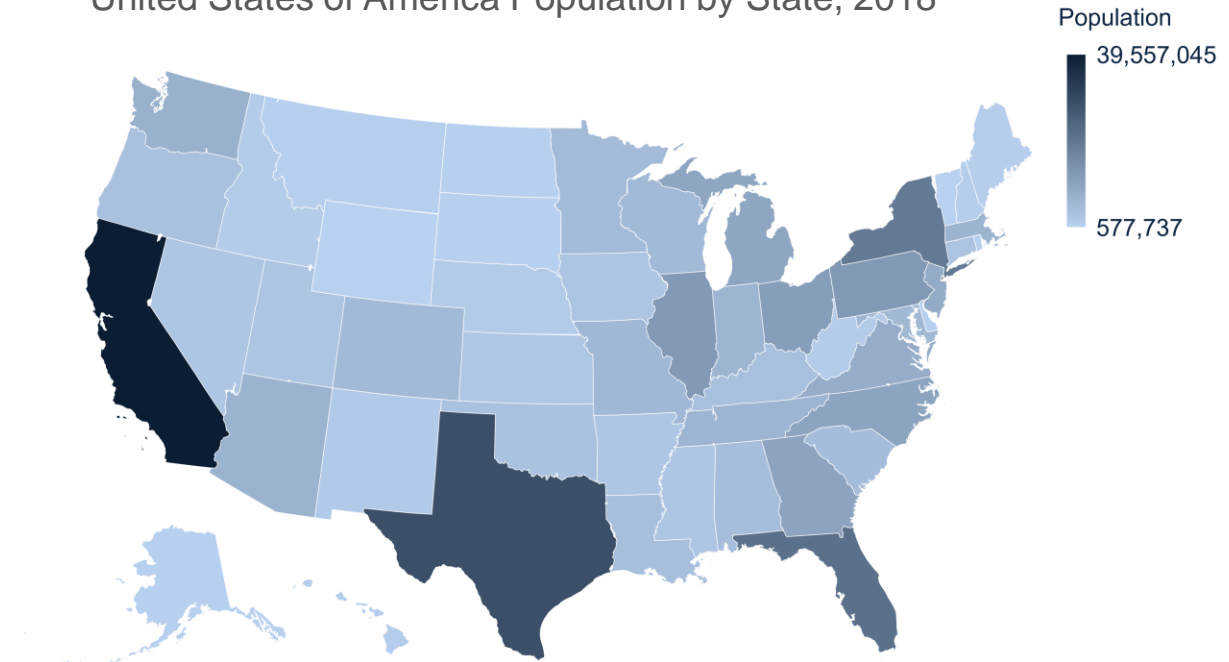 United States of America Population by State, 2018
Population
39,557,045
577,737